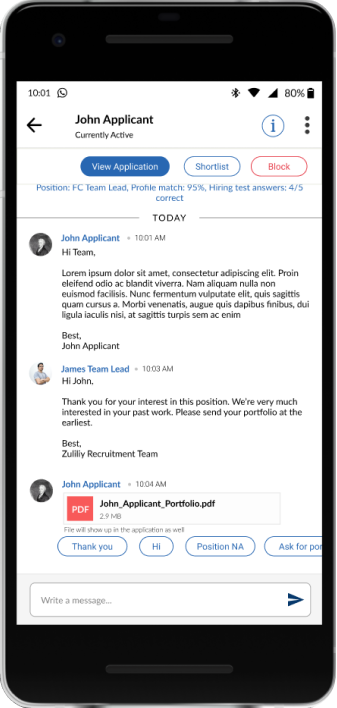 10:01
80%
John Applicant
Currently Active
i
View Application
Shortlist
Block
Position: FC Team Lead, Profile match: 95%, Hiring test answers: 4/5
correct
TODAY
John Applicant • 10:01 AM
Hi Team,
Lorem ipsum dolor sit amet, consectetur adipiscing elit. Proin
eleifend odio ac blandit viverra. Nam aliquam nulla non
euismod facilisis. Nunc fermentum vulputate elit, quis sagittis
quam cursus a. Morbi venenatis, augue quis dapibus finibus, dui
ligula iaculis nisi, at sagittis turpis sem ac enim
Best,
John Applicant
James Team Lead • 10:03 AM
Hi John,
Thank you for your interest in this position. We're very much
interested in your past work. Please send your portfolio at the
earliest.
Best,
Zuliliy Recruitment Team
John Applicant • 10:04 AM
PDF
John_Applicant_Portfolio.pdf
2.9 MB
File will show up in the application as well
Thank you
Hi
Position NA
Ask for por
Write a message...